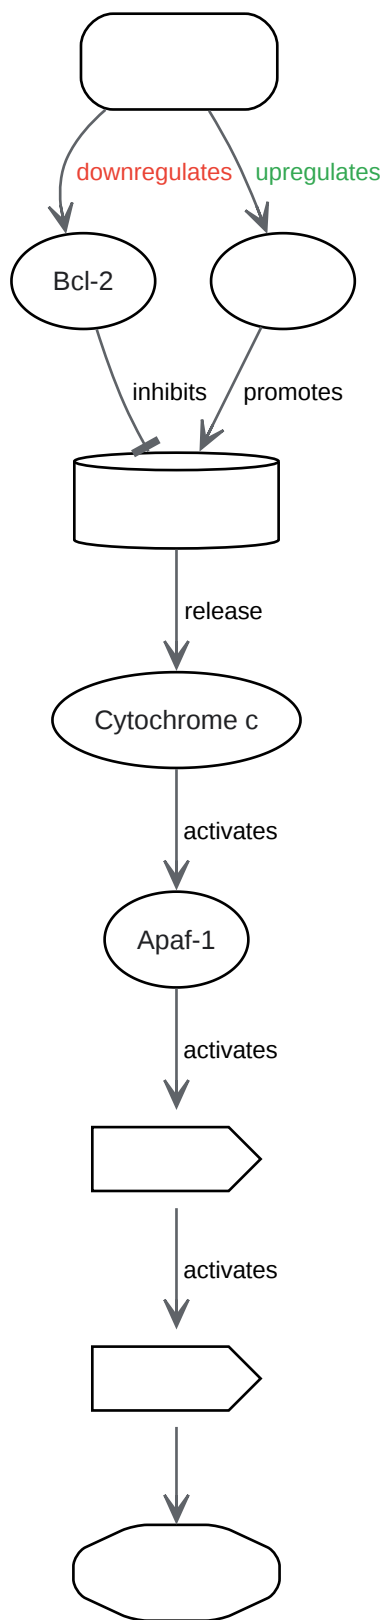 downregulates
upregulates
Bcl-2
inhibits
promotes
release
Cytochrome c
activates
Apaf-1
activates
activates